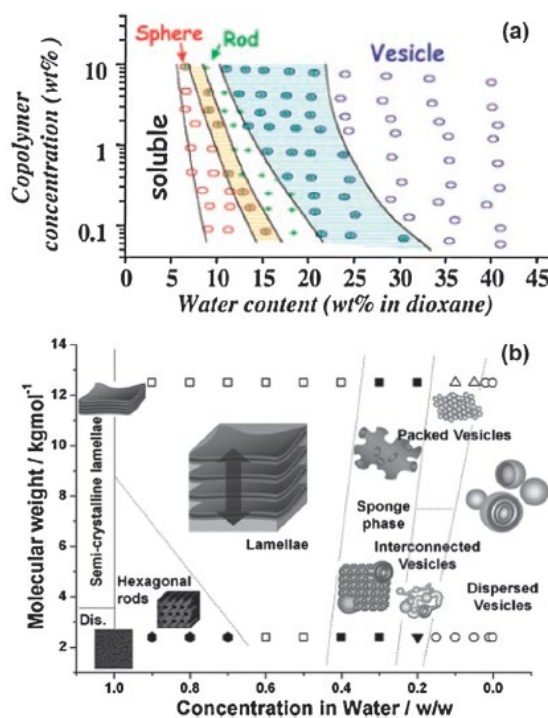 (a)
Sphere
Rod
Vesicle
soluble
Copolymer
concentration (wt%)
10
1
0.1
0 5 10 15 20 25 30 35 40 45
Water content (wt% in dioxane)
(b)
Molecular weight / kgmol⁻¹
14
12
10
8
6
4
2
Semi-crystalline lamellae
Packed Vesicles
Sponge
phase
Lamellae
Interconnected
Vesicles
Hexagonal
rods
Dispersed
Vesicles
Dis.
1.0 0.8 0.6 0.4 0.2 0.0
Concentration in Water / w/w